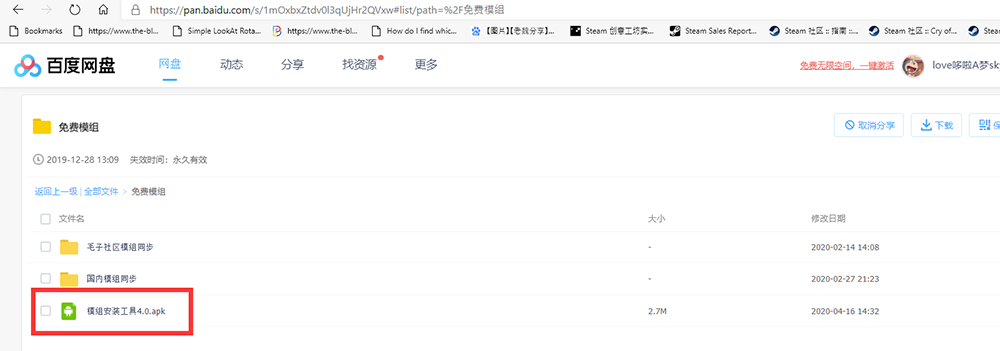 https://pan.baidu.com/s/1mOxbxZtdv0l3qUjHr2QVxw#list/path=%2F免费模组
Bookmarks https://www.the-bl... Simple LookAt Rota... https://www.the-bl... How do I find whic... 【图片】【老兢分享】... Steam 创意工坊实... Steam Sales Report... Steam 社区 :: 指南 ::... Steam 社区 :: Cry of... Steam
百度网盘 网盘 动态 分享 找资源 更多 免费无限空间，一键激活 love哆啦A梦sky
免费模组 取消分享 下载
2019-12-28 13:09 失效时间：永久有效
返回上一级 | 全部文件 > 免费模组
文件名 大小 修改日期
毛子社区模组同步 - 2020-02-14 14:08
国内模组同步 - 2020-02-27 21:23
模组安装工具4.0.apk 2.7M 2020-04-16 14:32